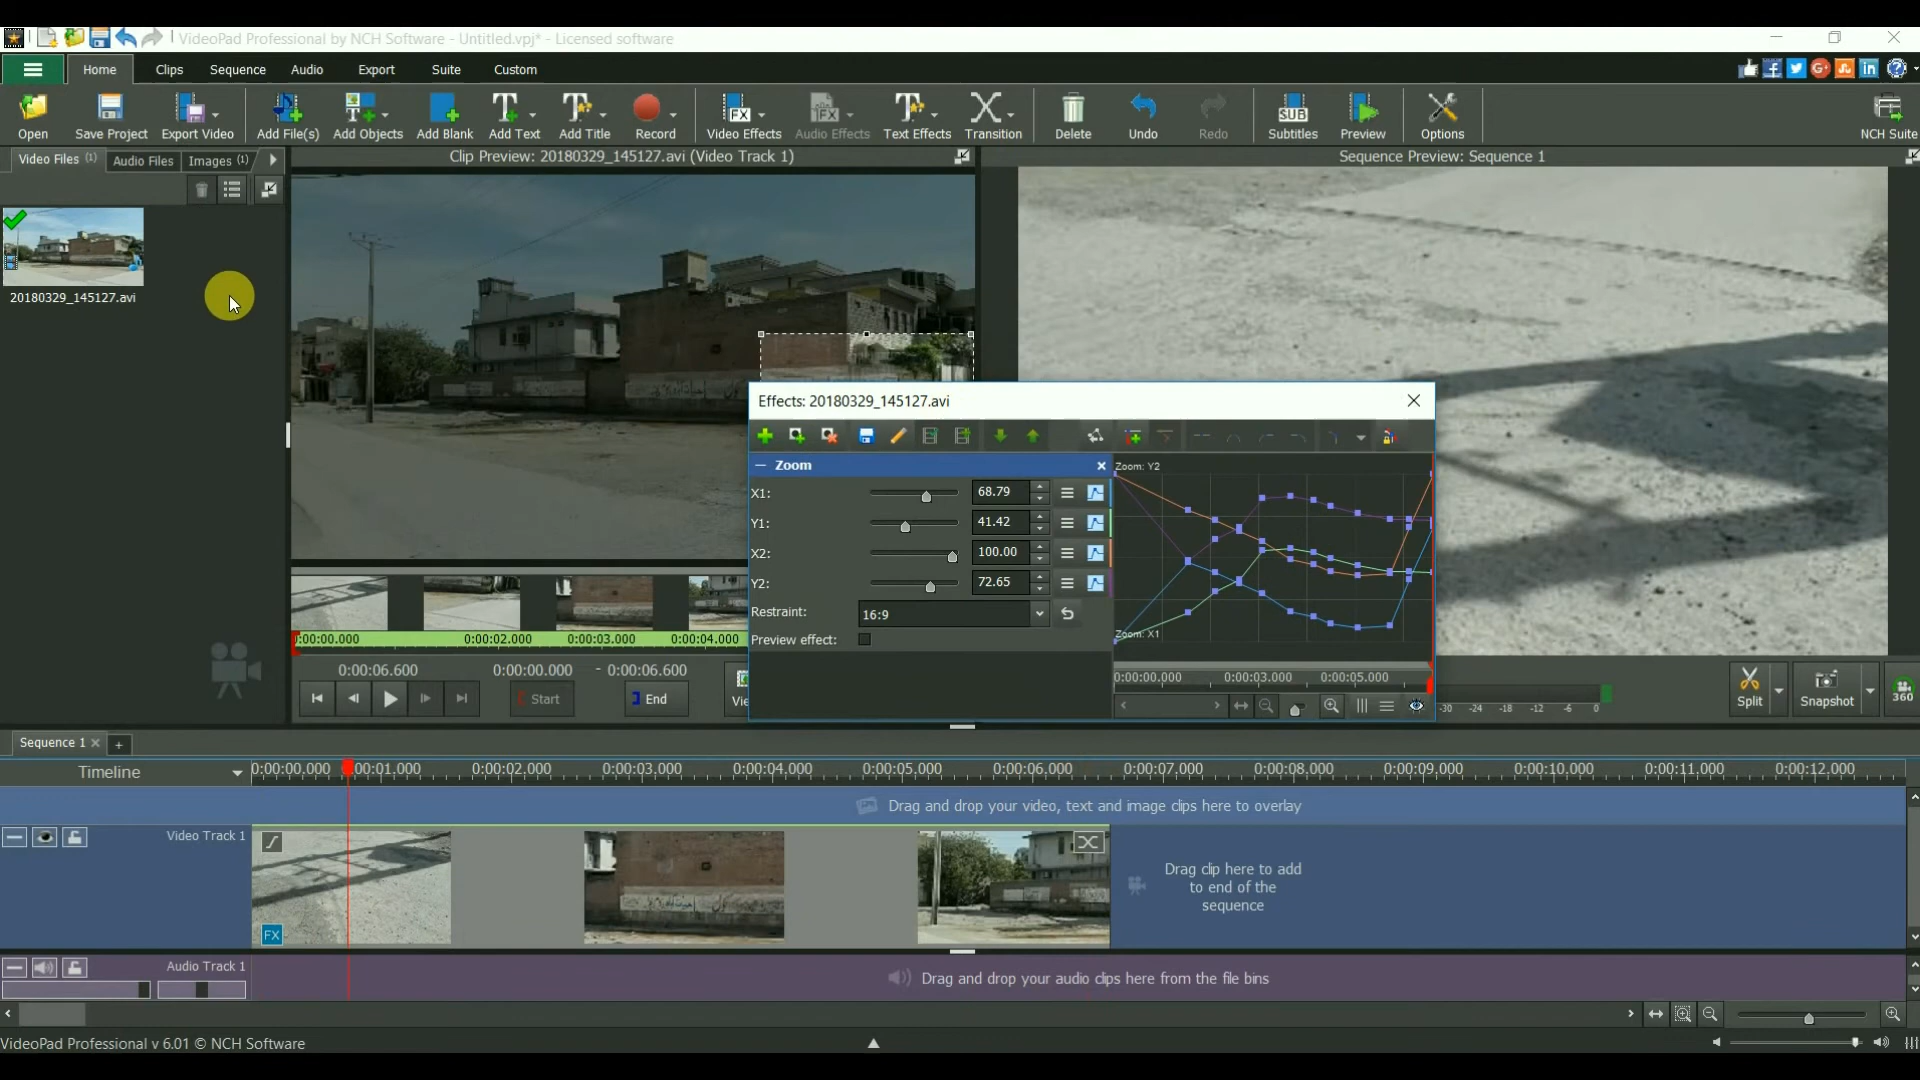 VideoPad Professional by NCH Software - Untitled.vpj* - Licensed software
Home Clips Sequence Audio Export Suite Custom
Open Save Project Export Video Add File(s) Add Objects Add Blank Add Text Add Title Record Video Effects Audio Effects Text Effects Transition Delete Undo Redo SUB Subtitles Preview Options NCH Suite
Video Files (1) Audio Files Images (1)
Clip Preview: 20180329_145127.avi (Video Track 1)
Sequence Preview: Sequence 1
20180329_145127.avi
Effects: 20180329_145127.avi
Zoom
Zoom: Y2
X1: 68.79
Y1: 41.42
X2: 100.00
Y2: 72.65
Restraint: 16:9
Preview effect:
Zoom: X1
0:00:00.000 0:00:03.000 0:00:05.000
0:00:00.000 0:00:02.000 0:00:03.000 0:00:04.000
0:00:06.600 0:00:00.000 - 0:00:06.600
Start End
-30 -24 -18 -12 -6 0
Split Snapshot 360
Sequence 1
Timeline
0:00:00.000 0:00:01.000 0:00:02.000 0:00:03.000 0:00:04.000 0:00:05.000 0:00:06.000 0:00:07.000 0:00:08.000 0:00:09.000 0:00:10.000 0:00:11.000 0:00:12.000
Drag and drop your video, text and image clips here to overlay
Video Track 1
Drag clip here to add
to end of the
sequence
FX
Audio Track 1
Drag and drop your audio clips here from the file bins
VideoPad Professional v 6.01 © NCH Software